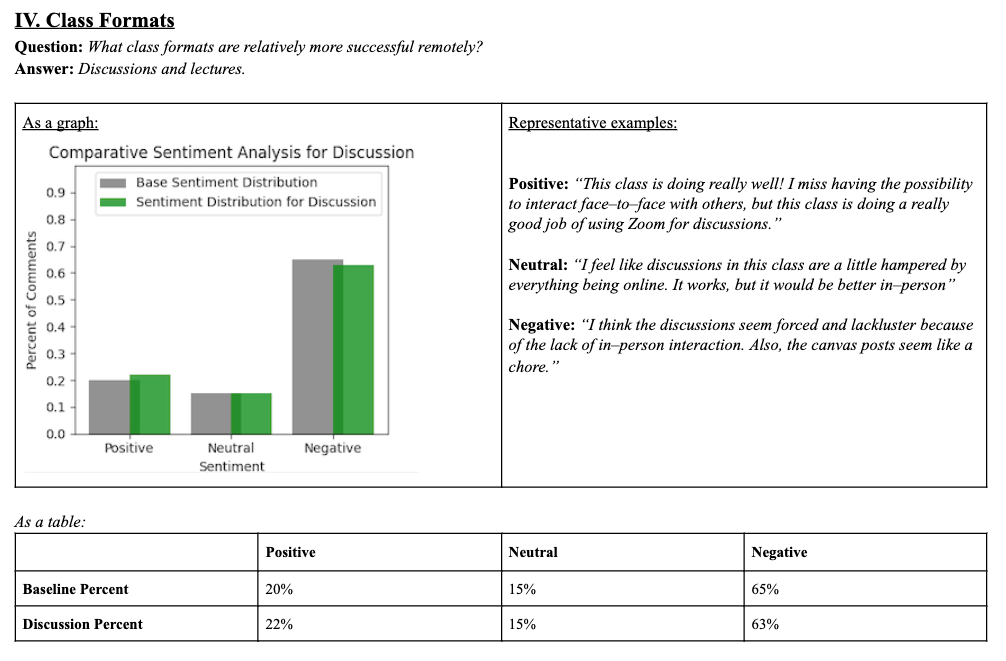 IV. Class Formats
Question: What class formats are relatively more successful remotely?
Answer: Discussions and lectures.
As a graph:
Comparative Sentiment Analysis for Discussion
Base Sentiment Distribution
Sentiment Distribution for Discussion
Percent of Comments
0.9
0.8
0.7
0.6
0.5
0.4
0.3
0.2
0.1
0.0
Positive Neutral Negative
Sentiment
Representative examples:
Positive: “This class is doing really well! I miss having the possibility
to interact face–to–face with others, but this class is doing a really
good job of using Zoom for discussions.”
Neutral: “I feel like discussions in this class are a little hampered by
everything being online. It works, but it would be better in–person”
Negative: “I think the discussions seem forced and lackluster because
of the lack of in–person interaction. Also, the canvas posts seem like a
chore.”
As a table:
Positive Neutral Negative
Baseline Percent 20% 15% 65%
Discussion Percent 22% 15% 63%